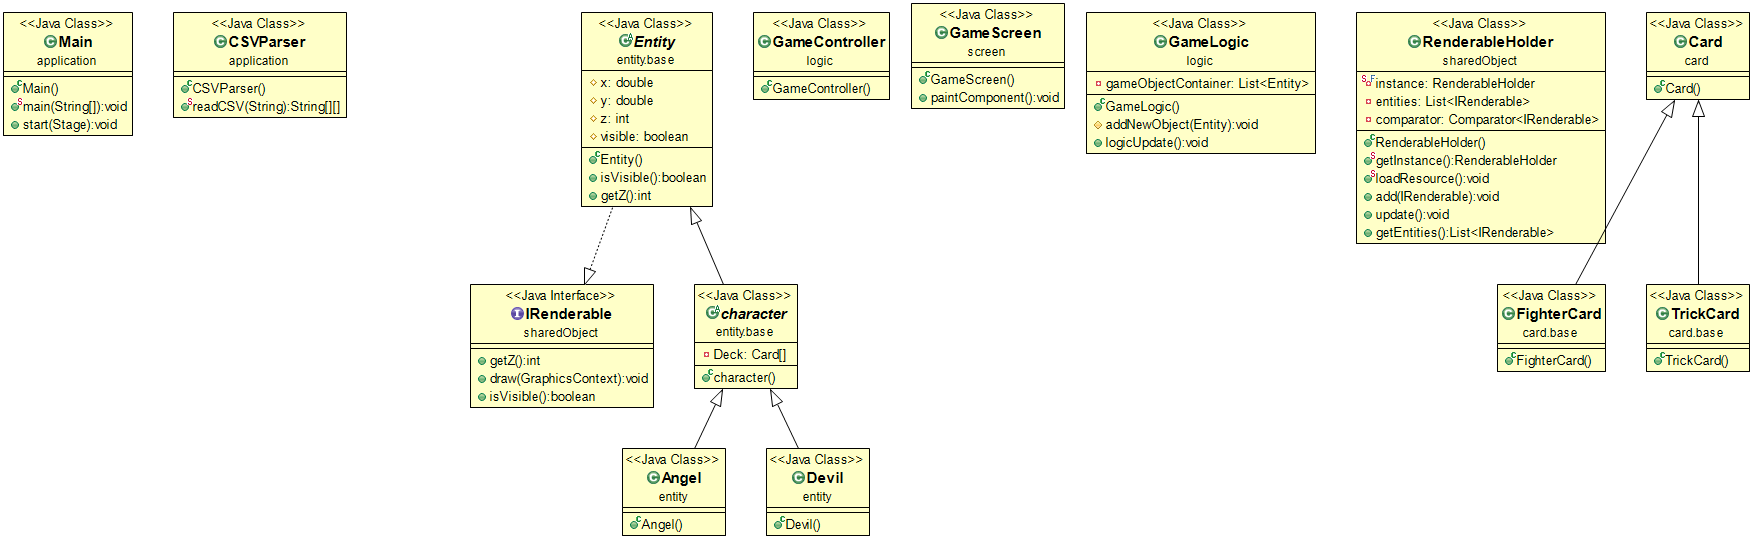 <<Java Class>>
Main
application
Main()
main(String[]):void
start(Stage):void
<<Java Class>>
CSVParser
application
CSVParser()
readCSV(String):String[][]
<<Java Class>>
Entity
entity.base
x: double
y: double
z: int
visible: boolean
Entity()
isVisible():boolean
getZ():int
<<Java Class>>
GameController
logic
GameController()
<<Java Class>>
GameScreen
screen
GameScreen()
paintComponent():void
<<Java Class>>
GameLogic
logic
gameObjectContainer: List<Entity>
GameLogic()
addNewObject(Entity):void
logicUpdate():void
<<Java Class>>
RenderableHolder
sharedObject
instance: RenderableHolder
entities: List<IRenderable>
comparator: Comparator<IRenderable>
RenderableHolder()
getInstance():RenderableHolder
loadResource():void
add(IRenderable):void
update():void
getEntities():List<IRenderable>
<<Java Class>>
Card
card
Card()
<<Java Interface>>
IRenderable
sharedObject
getZ():int
draw(GraphicsContext):void
isVisible():boolean
<<Java Class>>
character
entity.base
Deck: Card[]
character()
<<Java Class>>
FighterCard
card.base
FighterCard()
<<Java Class>>
TrickCard
card.base
TrickCard()
<<Java Class>>
Angel
entity
Angel()
<<Java Class>>
Devil
entity
Devil()